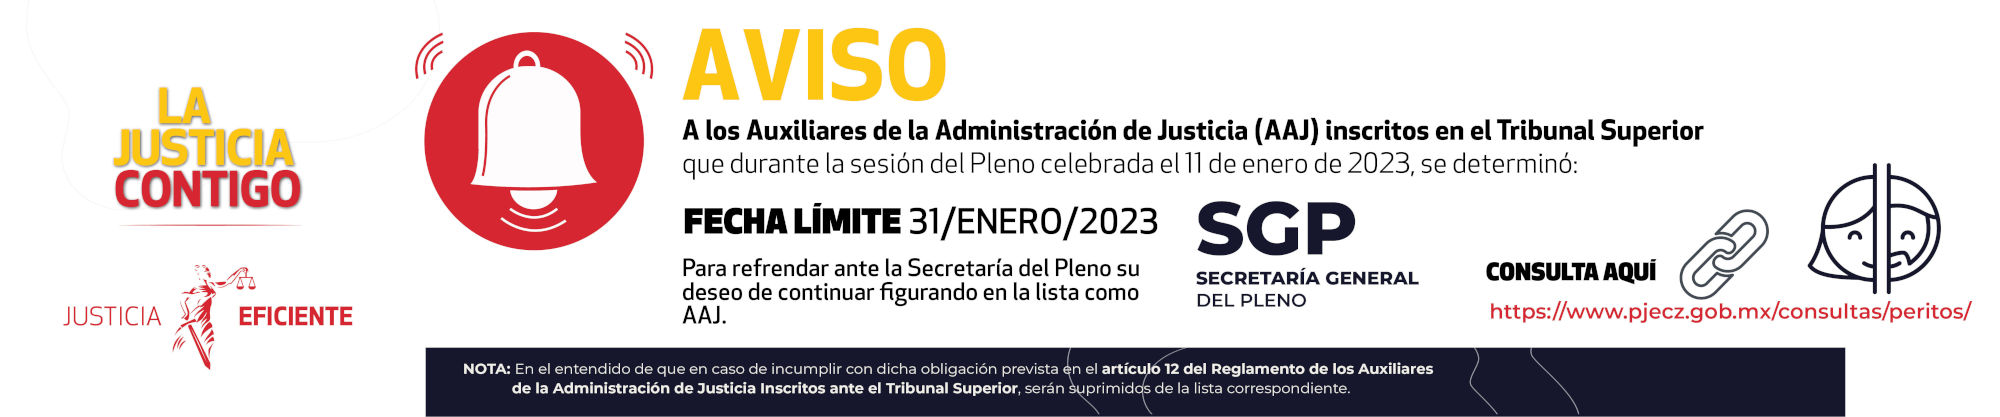 LA
JUSTICIA
CONTIGO
JUSTICIA EFICIENTE
AVISO
A los Auxiliares de la Administración de Justicia (AAJ) inscritos en el Tribunal Superior
que durante la sesión del Pleno celebrada el 11 de enero de 2023, se determinó:
FECHA LÍMITE 31/ENERO/2023
Para refrendar ante la Secretaría del Pleno su
deseo de continuar figurando en la lista como
AAJ.
SGP
SECRETARÍA GENERAL
DEL PLENO
CONSULTA AQUÍ
https://www.pjecz.gob.mx/consultas/peritos/
NOTA: En el entendido de que en caso de incumplir con dicha obligación prevista en el artículo 12 del Reglamento de los Auxiliares
de la Administración de Justicia Inscritos ante el Tribunal Superior, serán suprimidos de la lista correspondiente.